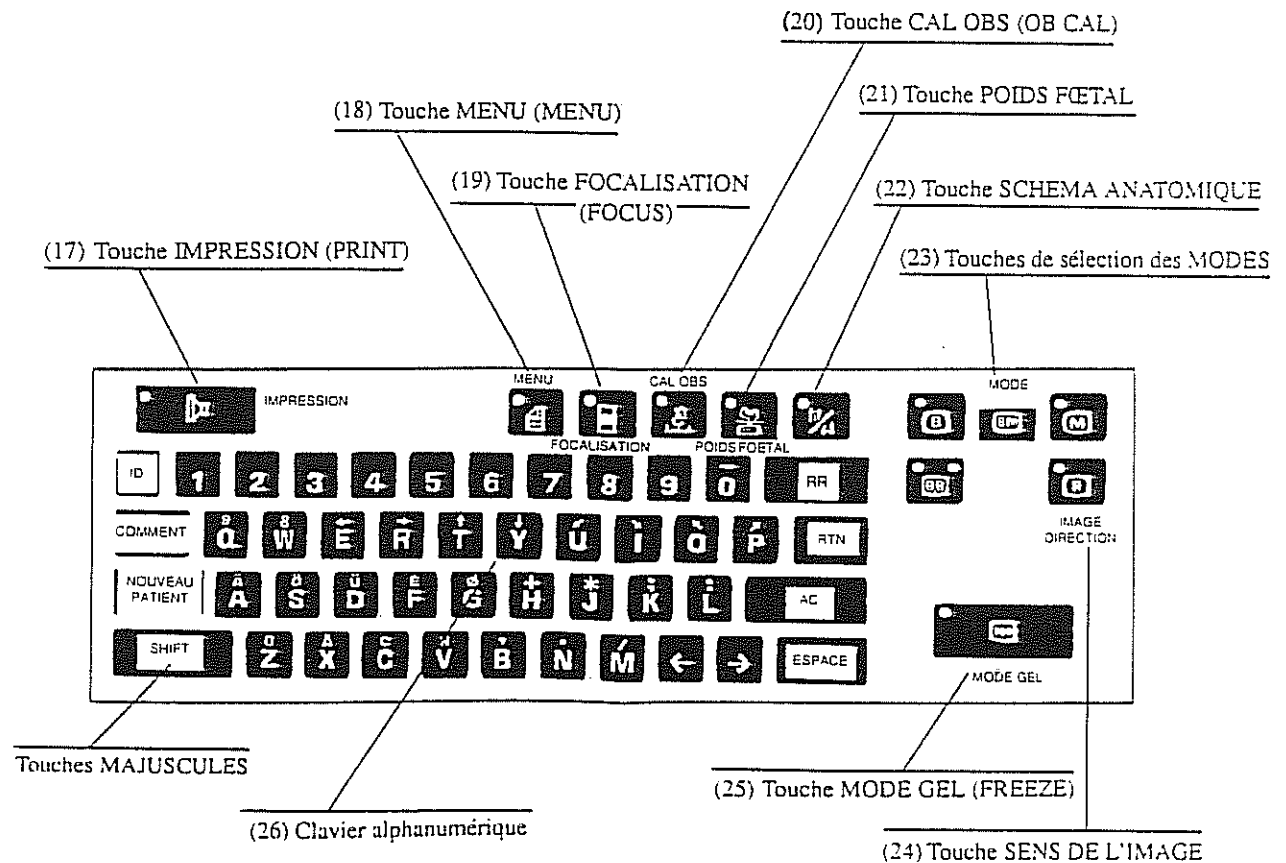 (20) Touche CAL OBS (OB CAL)
(21) Touche POIDS FŒTAL
(18) Touche MENU (MENU)
(19) Touche FOCALISATION
(FOCUS)
(22) Touche SCHEMA ANATOMIQUE
(17) Touche IMPRESSION (PRINT)
(23) Touches de sélection des MODES
MENU
CAL OBS
MODE
IMPRESSION
B
M
FOCALISATION
POIDS FOETAL
ID 1 2 3 4 5 6 7 8 9 0 RR
BB
R
IMAGE
DIRECTION
COMMENT Q W E R T Y U I O P RTN
NOUVEAU
PATIENT
A S D F G H J K L AC
SHIFT Z X C V B N M ← → ESPACE
MODE GEL
Touches MAJUSCULES
(25) Touche MODE GEL (FREEZE)
(26) Clavier alphanumérique
(24) Touche SENS DE L'IMAGE